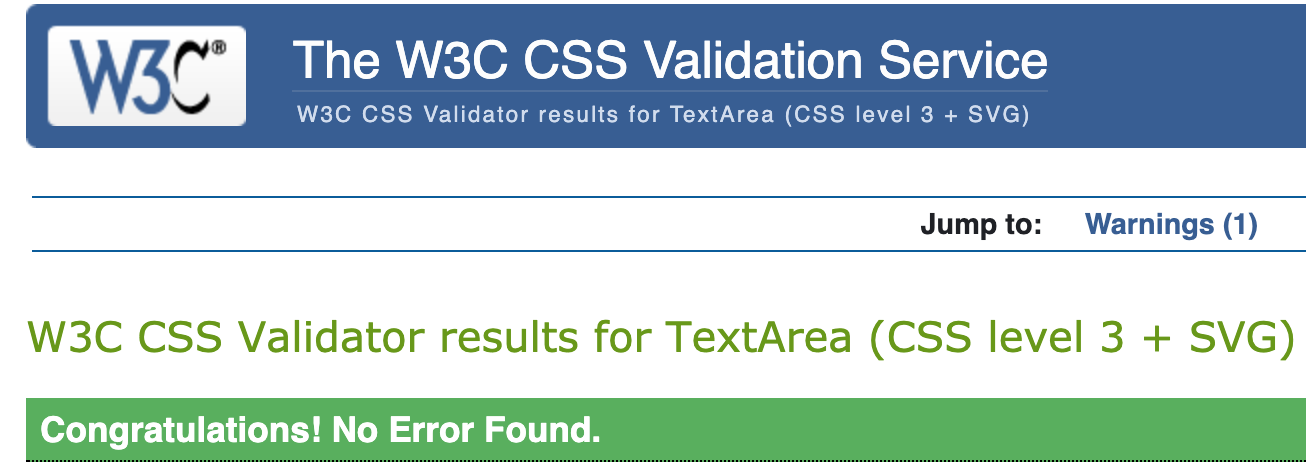 W3C®
The W3C CSS Validation Service
W3C CSS Validator results for TextArea (CSS level 3 + SVG)
Jump to: Warnings (1)
W3C CSS Validator results for TextArea (CSS level 3 + SVG)
Congratulations! No Error Found.